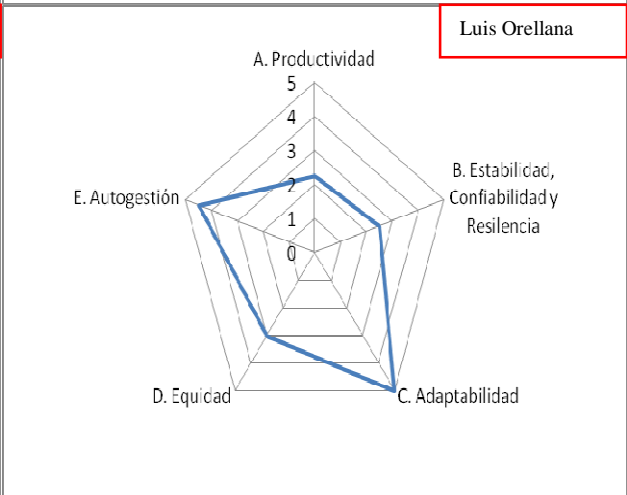 Luis Orellana
A. Productividad
5
4
3
2
1
0
B. Estabilidad,
Confiabilidad y
Resilencia
E. Autogestión
D. Equidad
C. Adaptabilidad